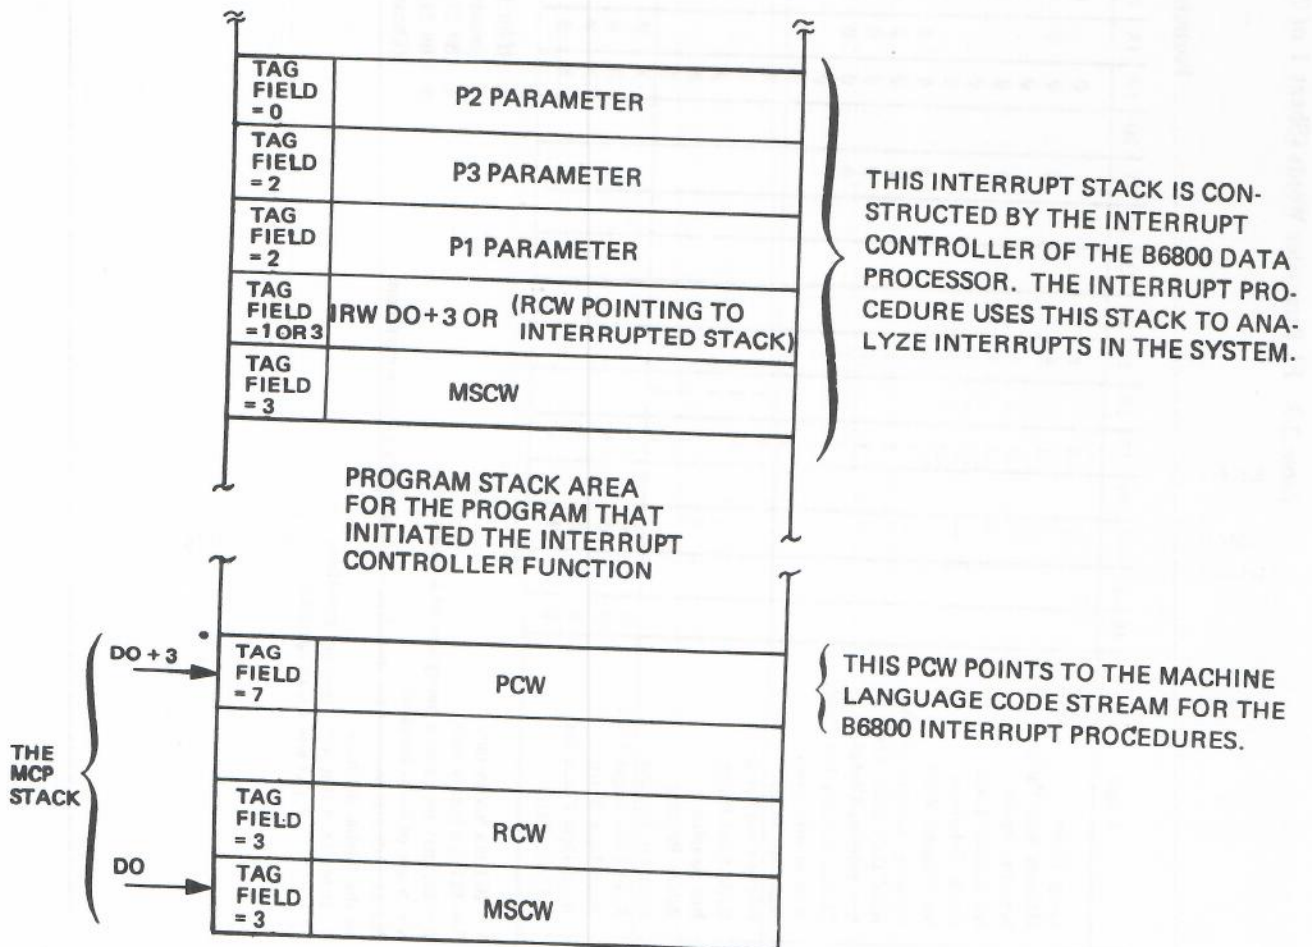 TAG
FIELD
= 0
P2 PARAMETER
TAG
FIELD
= 2
P3 PARAMETER
TAG
FIELD
= 2
P1 PARAMETER
TAG
FIELD
=1 OR 3
IRW DO+3 OR (RCW POINTING TO
INTERRUPTED STACK)
TAG
FIELD
= 3
MSCW
THIS INTERRUPT STACK IS CON-
STRUCTED BY THE INTERRUPT
CONTROLLER OF THE B6800 DATA
PROCESSOR. THE INTERRUPT PRO-
CEDURE USES THIS STACK TO ANA-
LYZE INTERRUPTS IN THE SYSTEM.
PROGRAM STACK AREA
FOR THE PROGRAM THAT
INITIATED THE INTERRUPT
CONTROLLER FUNCTION
THE
MCP
STACK
DO + 3
TAG
FIELD
= 7
PCW
THIS PCW POINTS TO THE MACHINE
LANGUAGE CODE STREAM FOR THE
B6800 INTERRUPT PROCEDURES.
TAG
FIELD
= 3
RCW
DO
TAG
FIELD
= 3
MSCW